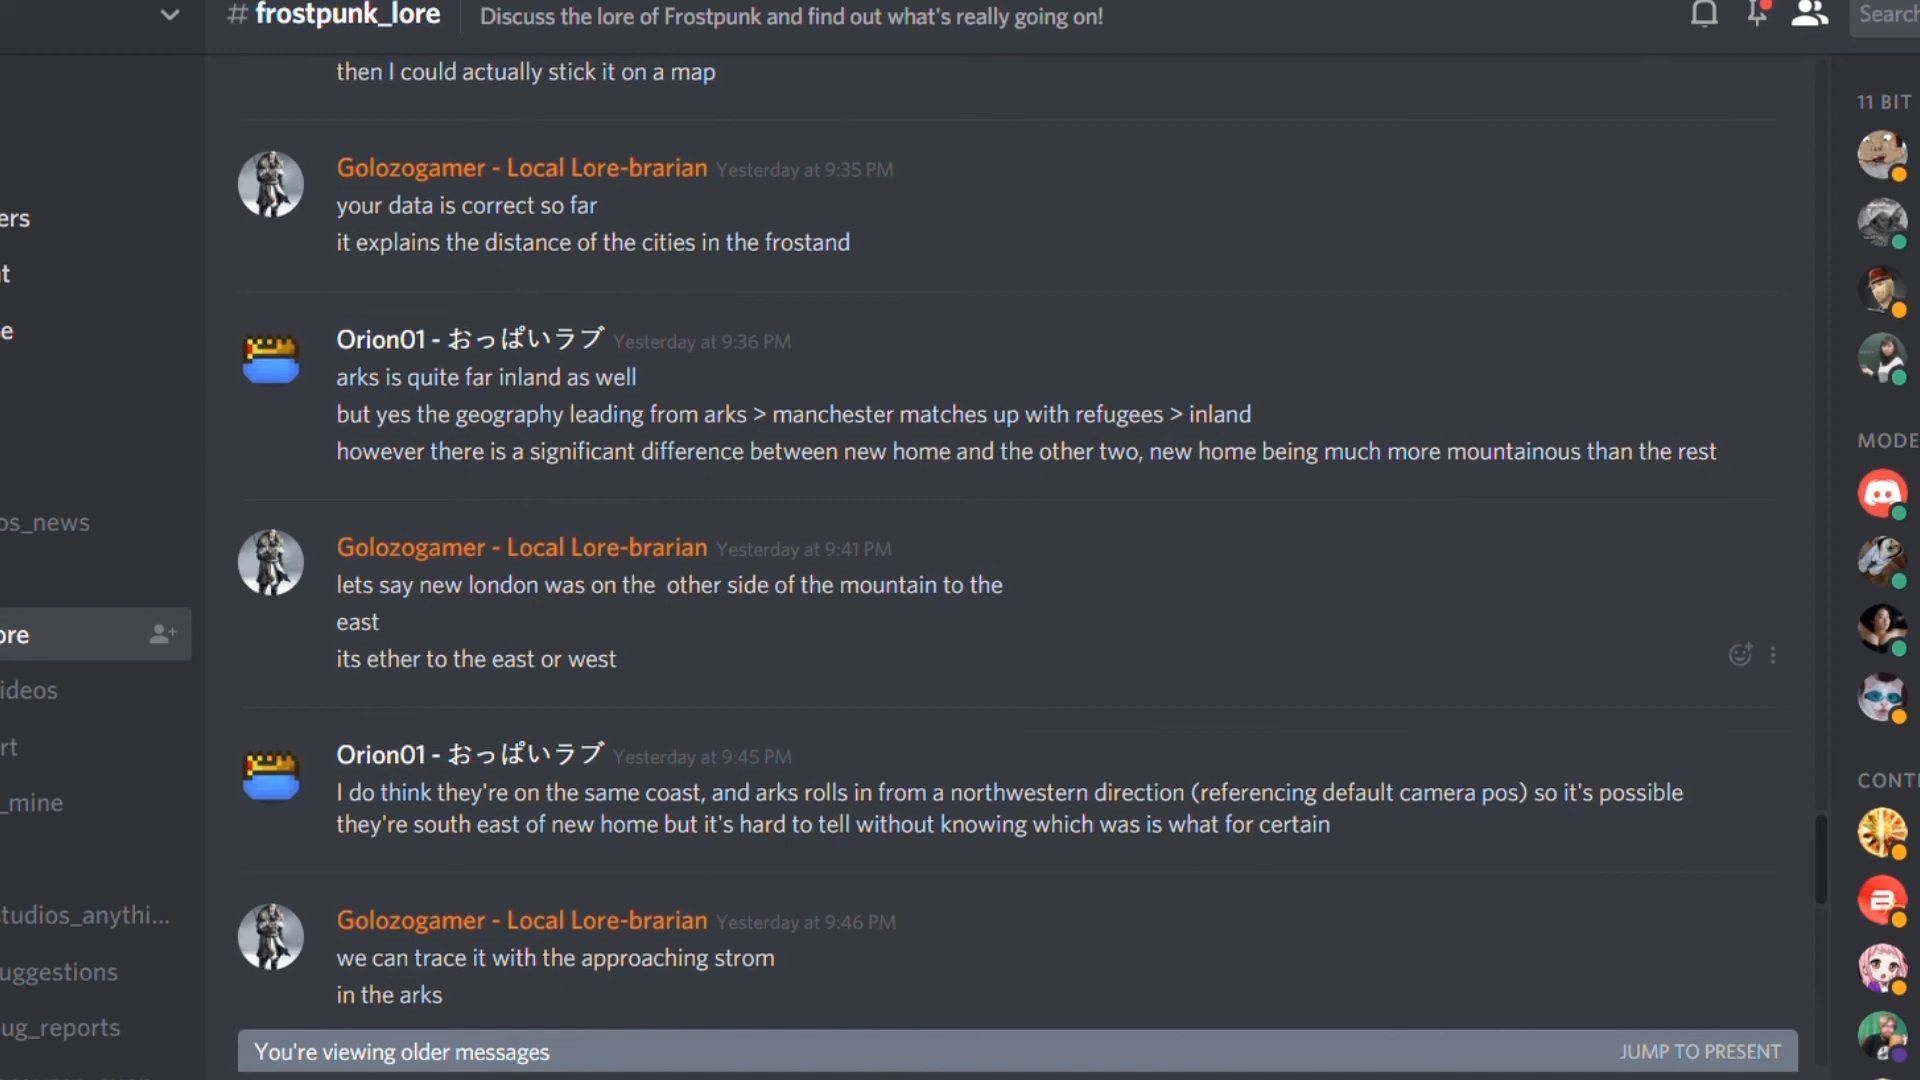 # frostpunk_lore
Discuss the lore of Frostpunk and find out what's really going on!
Search
then I could actually stick it on a map
Golozogamer - Local Lore-brarian Yesterday at 9:35 PM
your data is correct so far
it explains the distance of the cities in the frostand
Orion01 - おっぱいラブ Yesterday at 9:36 PM
arks is quite far inland as well
but yes the geography leading from arks > manchester matches up with refugees > inland
however there is a significant difference between new home and the other two, new home being much more mountainous than the rest
Golozogamer - Local Lore-brarian Yesterday at 9:41 PM
lets say new london was on the other side of the mountain to the
east
its ether to the east or west
Orion01 - おっぱいラブ Yesterday at 9:45 PM
I do think they're on the same coast, and arks rolls in from a northwestern direction (referencing default camera pos) so it's possible
they're south east of new home but it's hard to tell without knowing which was is what for certain
Golozogamer - Local Lore-brarian Yesterday at 9:46 PM
we can trace it with the approaching strom
in the arks
You're viewing older messages
JUMP TO PRESENT
ers
t
e
os_news
ore
ideos
rt
_mine
tudios_anythi...
uggestions
ug_reports
11 BIT
MODE
CONT